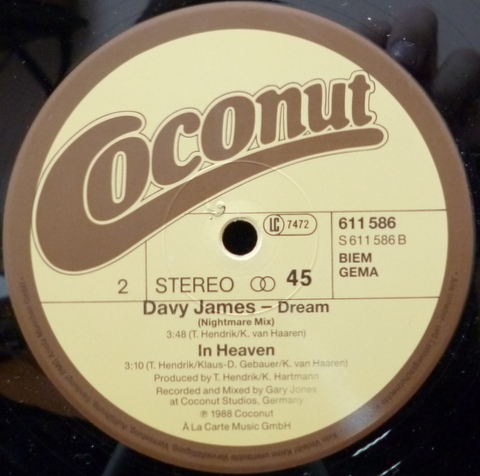 Coconut
LC 7472
611 586
S 611 586 B
BIEM
GEMA
2 STEREO 45
Davy James – Dream
(Nightmare Mix)
3:48 (T. Hendrik/K. van Haaren)
In Heaven
3:10 (T. Hendrik/Klaus-D. Gebauer/K. van Haaren)
Produced by T. Hendrik/K. Hartmann
Recorded and Mixed by Gary Jones
at Coconut Studios, Germany
℗ 1988 Coconut
À La Carte Music GmbH